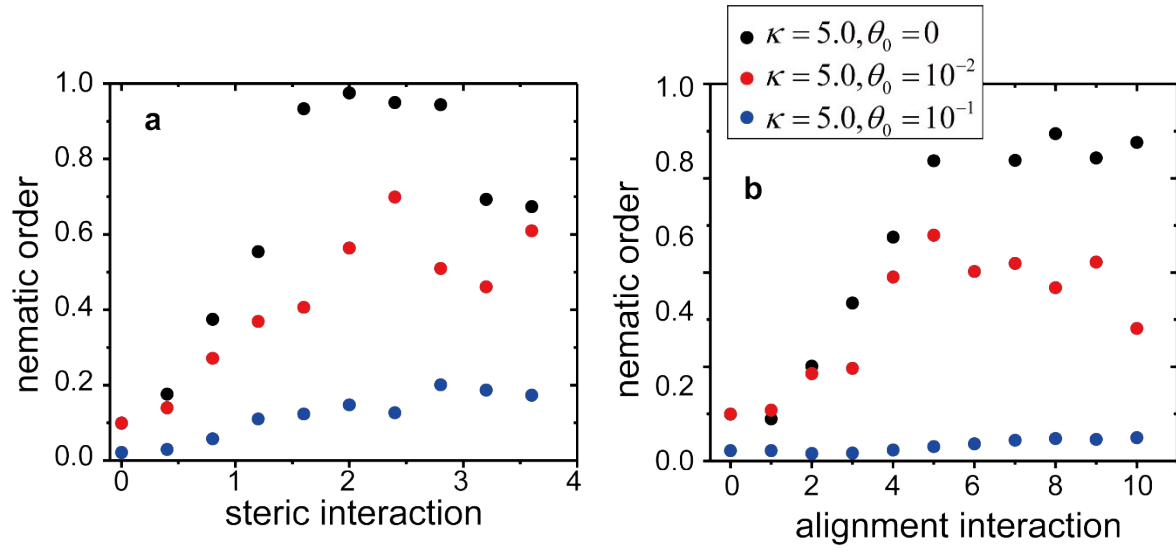 κ = 5.0, θ₀ = 0
κ = 5.0, θ₀ = 10⁻²
κ = 5.0, θ₀ = 10⁻¹
a
1.0
0.8
0.6
0.4
0.2
0.0
nematic order
0 1 2 3 4
steric interaction
b
1.0
0.8
0.6
0.4
0.2
0.0
nematic order
0 2 4 6 8 10
alignment interaction